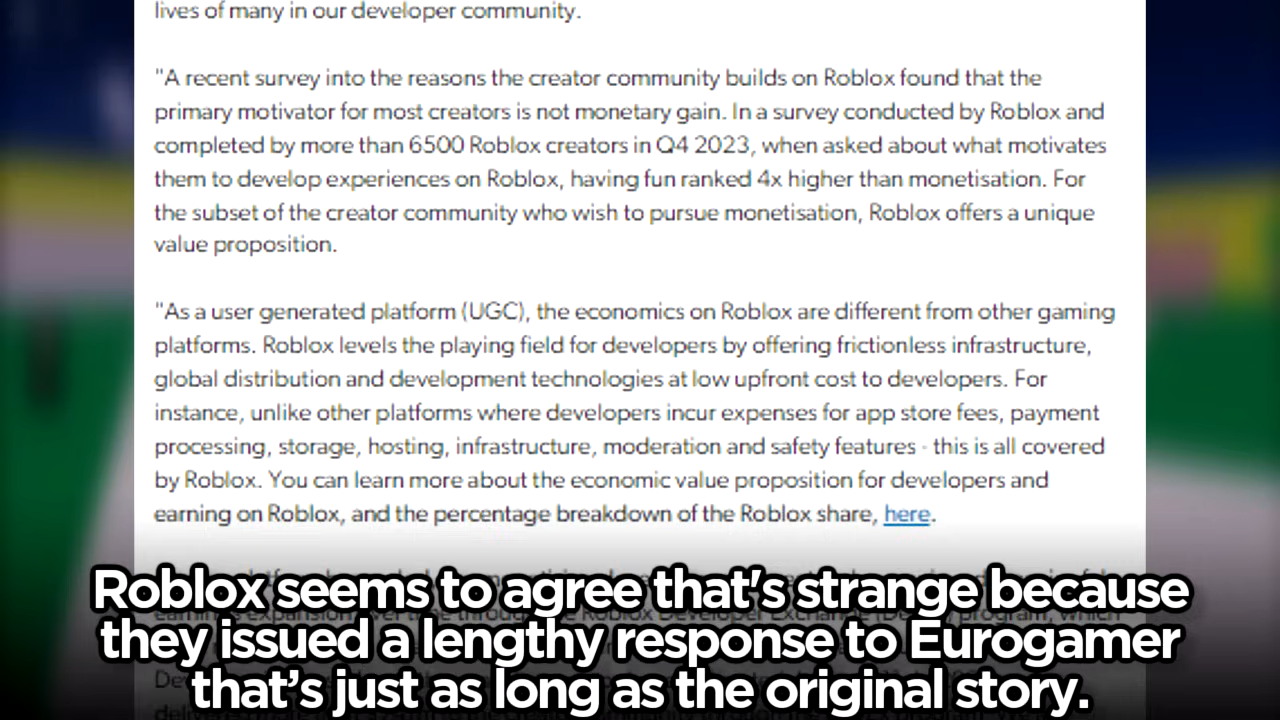 lives of many in our developer community.
"A recent survey into the reasons the creator community builds on Roblox found that the
primary motivator for most creators is not monetary gain. In a survey conducted by Roblox and
completed by more than 6500 Roblox creators in Q4 2023, when asked about what motivates
them to develop experiences on Roblox, having fun ranked 4x higher than monetisation. For
the subset of the creator community who wish to pursue monetisation, Roblox offers a unique
value proposition.
"As a user generated platform (UGC), the economics on Roblox are different from other gaming
platforms. Roblox levels the playing field for developers by offering frictionless infrastructure,
global distribution and development technologies at low upfront cost to developers. For
instance, unlike other platforms where developers incur expenses for app store fees, payment
processing, storage, hosting, infrastructure, moderation and safety features - this is all covered
by Roblox. You can learn more about the economic value proposition for developers and
earning on Roblox, and the percentage breakdown of the Roblox share, here.
Roblox seems to agree that's strange because
they issued a lengthy response to Eurogamer
that’s just as long as the original story.